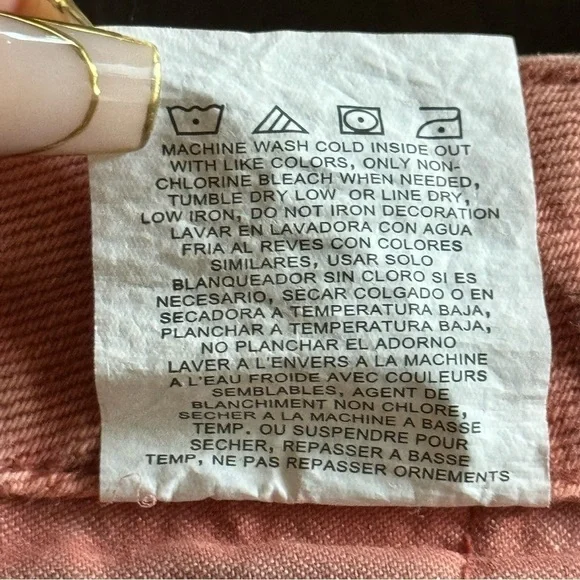 MACHINE WASH COLD INSIDE OUT
WITH LIKE COLORS, ONLY NON-
CHLORINE BLEACH WHEN NEEDED,
TUMBLE DRY LOW OR LINE DRY,
LOW IRON, DO NOT IRON DECORATION
LAVAR EN LAVADORA CON AGUA
FRIA AL REVES CON COLORES
SIMILARES, USAR SOLO
BLANQUEADOR SIN CLORO SI ES
NECESARIO, SECAR COLGADO O EN
SECADORA A TEMPERATURA BAJA,
PLANCHAR A TEMPERATURA BAJA,
NO PLANCHAR EL ADORNO
LAVER A L'ENVERS A LA MACHINE
A L'EAU FROIDE AVEC COULEURS
SEMBLABLES, AGENT DE
BLANCHIMENT NON CHLORE,
SECHER A LA MACHINE A BASSE
TEMP. OU SUSPENDRE POUR
SECHER, REPASSER A BASSE
TEMP, NE PAS REPASSER ORNEMENTS